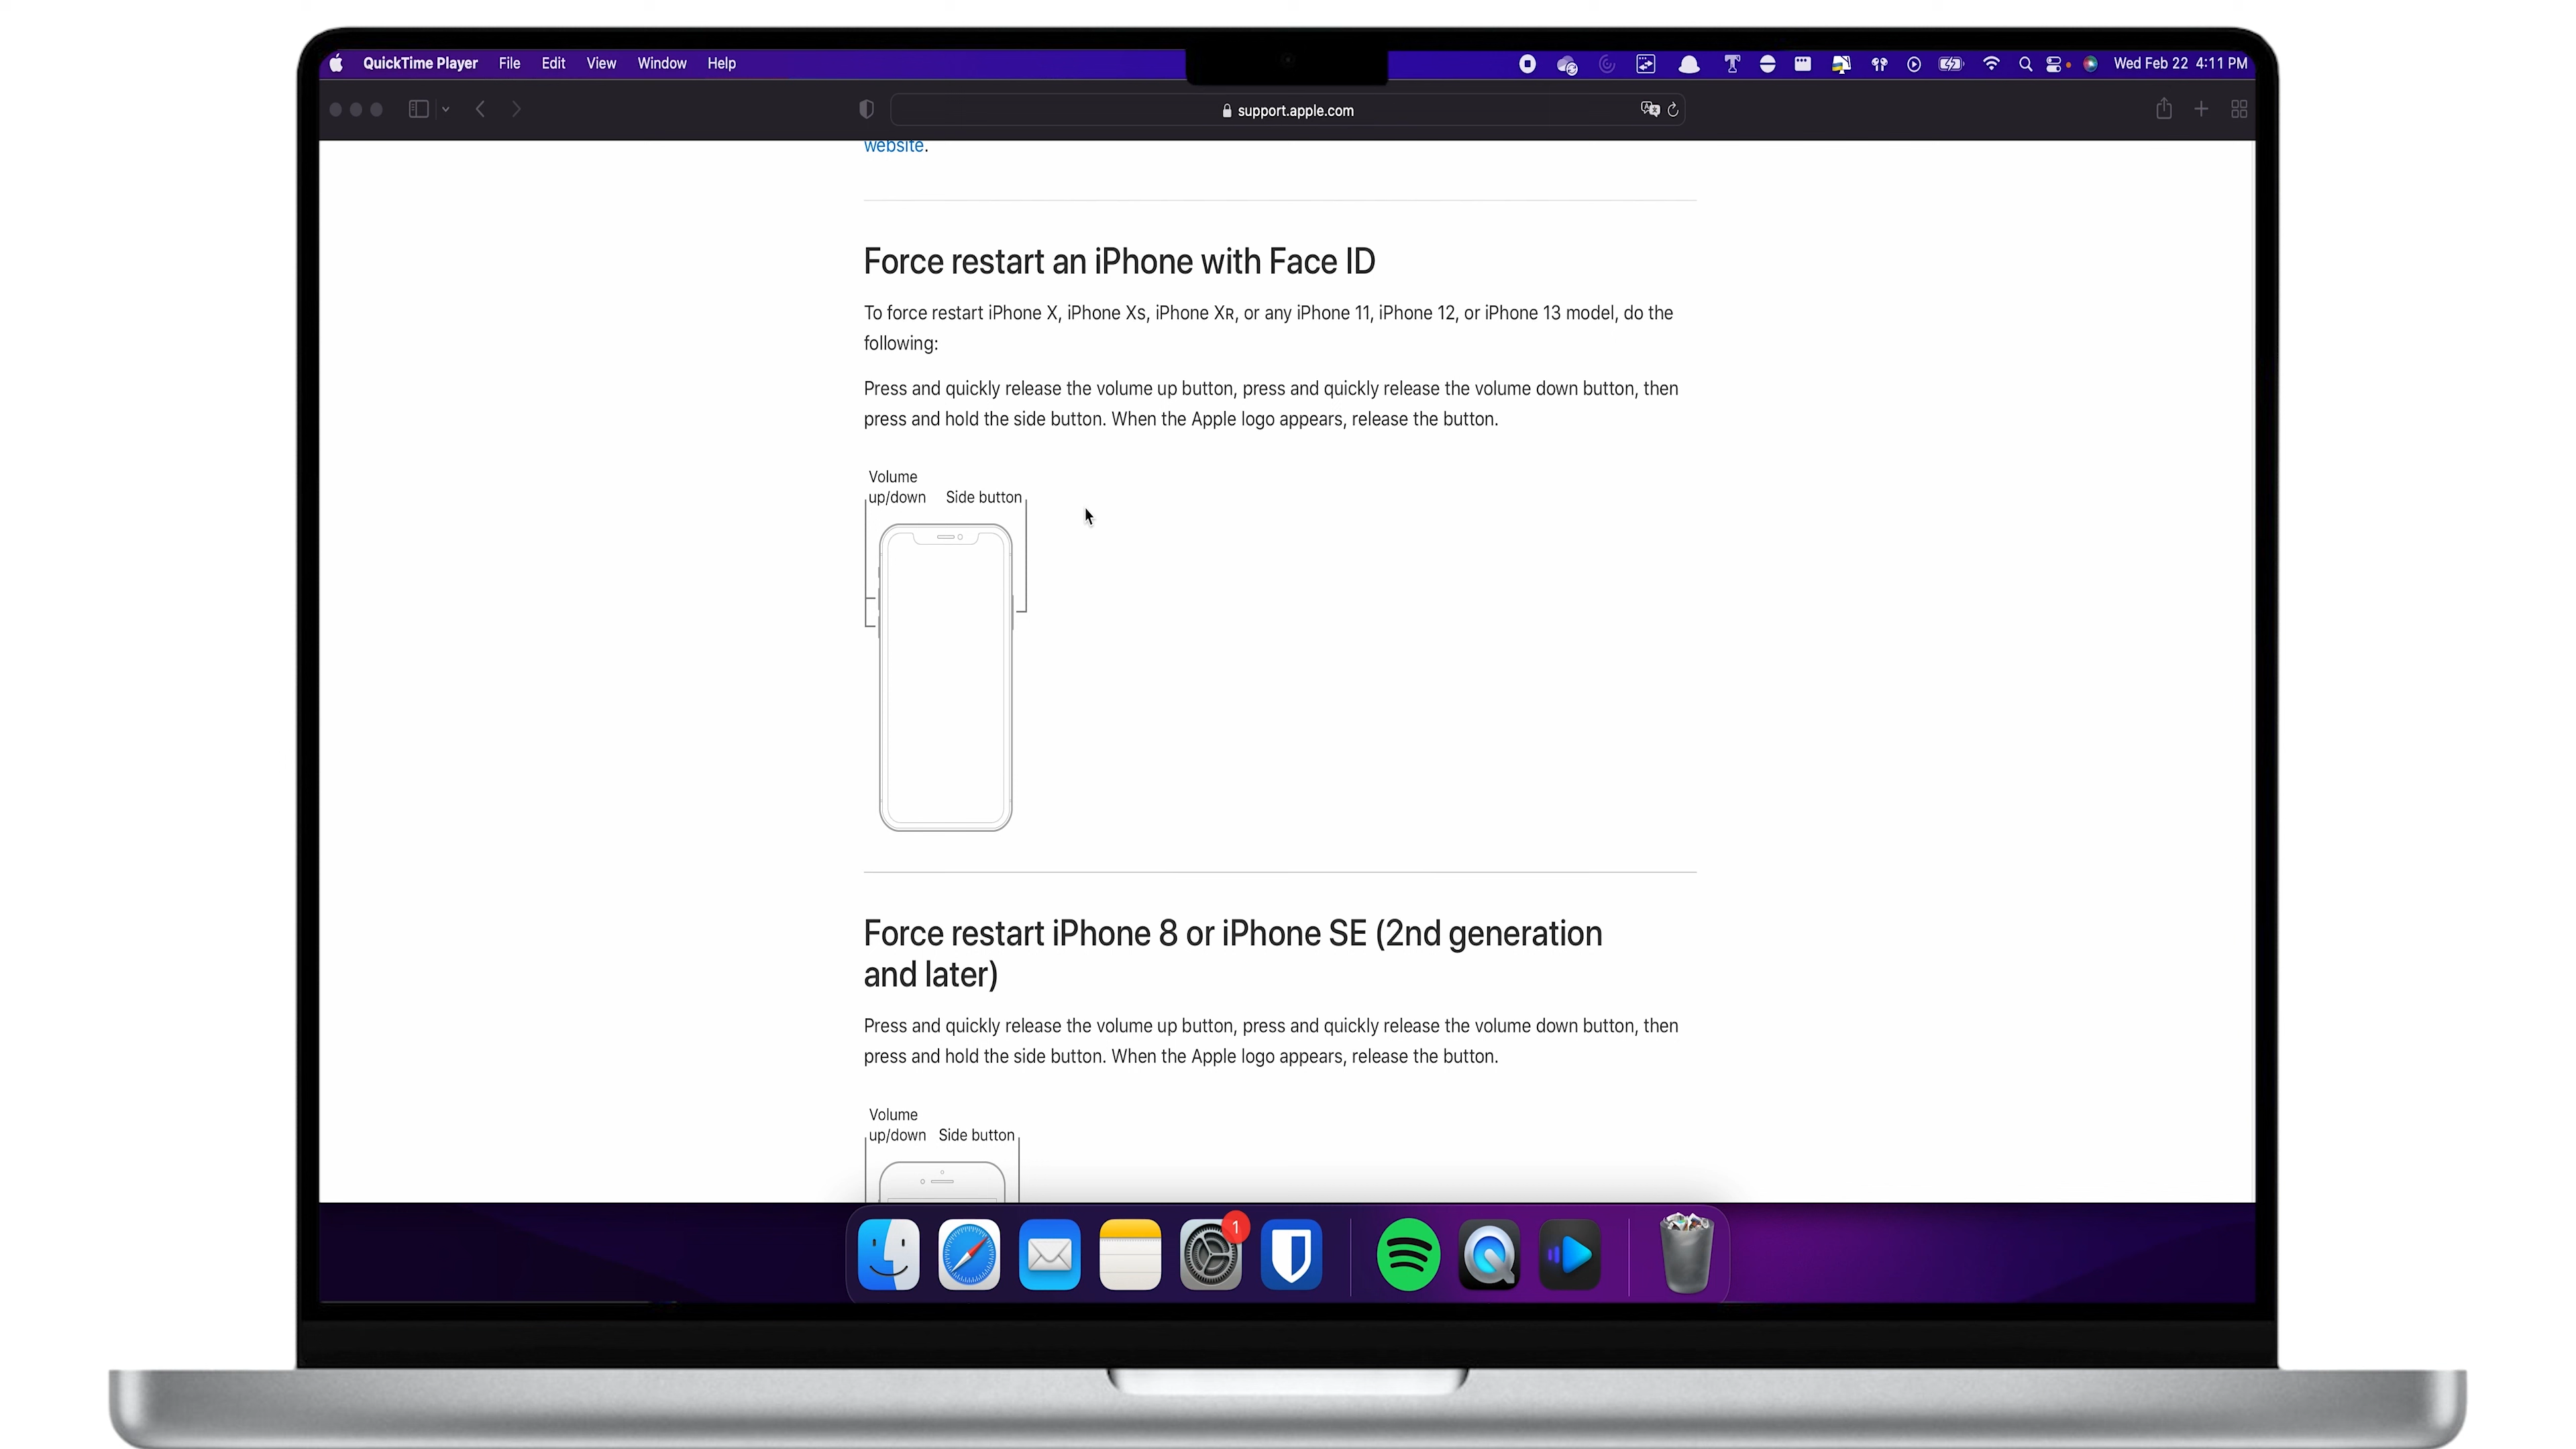 QuickTime Player File Edit View Window Help Wed Feb 22 4:11 PM
support.apple.com
website.
Force restart an iPhone with Face ID
To force restart iPhone X, iPhone Xs, iPhone XR, or any iPhone 11, iPhone 12, or iPhone 13 model, do the
following:
Press and quickly release the volume up button, press and quickly release the volume down button, then
press and hold the side button. When the Apple logo appears, release the button.
Volume
up/down Side button
Force restart iPhone 8 or iPhone SE (2nd generation
and later)
Press and quickly release the volume up button, press and quickly release the volume down button, then
press and hold the side button. When the Apple logo appears, release the button.
Volume
up/down Side button
1